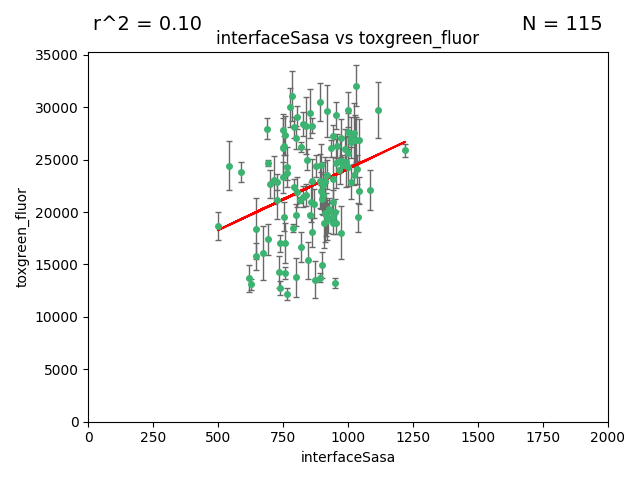 r^2 = 0.10 N = 115
interfaceSasa vs toxgreen_fluor
35000
30000
25000
20000
15000
10000
5000
0
toxgreen_fluor
0 250 500 750 1000 1250 1500 1750 2000
interfaceSasa